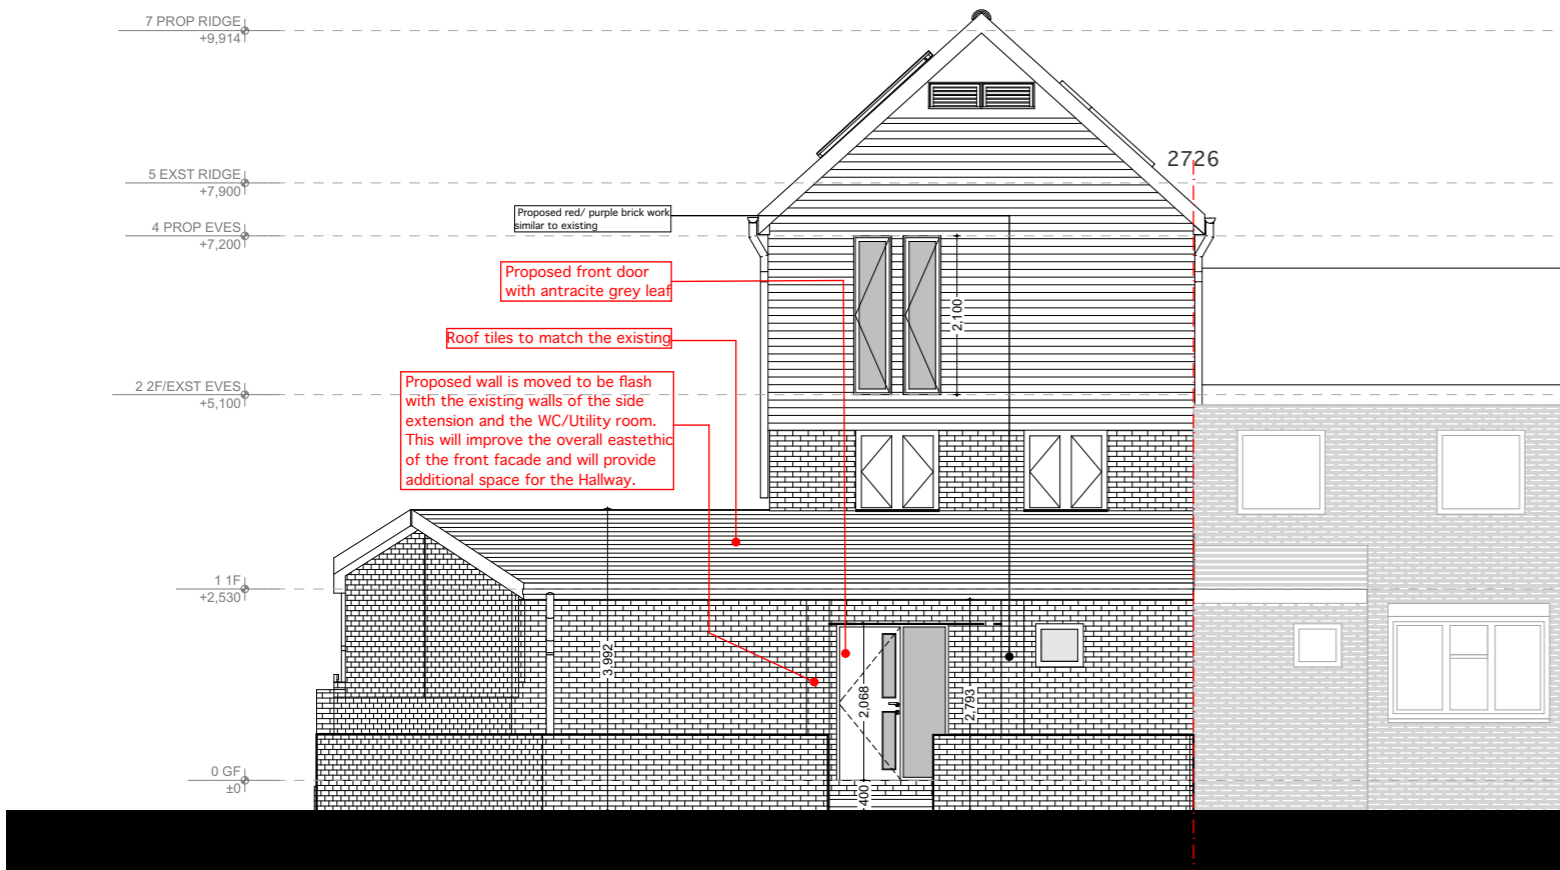 7 PROP RIDGE
+9,914
5 EXST RIDGE
+7,900
4 PROP EVES
+7,200
2 2F/EXST EVES
+5,100
1 1F
+2,530
0 GF
±0
2726
Proposed red/ purple brick work
similar to existing
Proposed front door
with antracite grey leaf
Roof tiles to match the existing
Proposed wall is moved to be flash
with the existing walls of the side
extension and the WC/Utility room.
This will improve the overall eastethic
of the front facade and will provide
additional space for the Hallway.
2,100
3,992
2,068
2,793
400